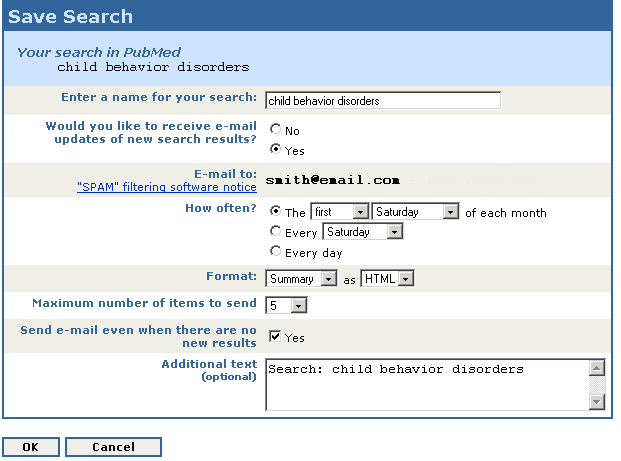 Save Search
Your search in PubMed
child behavior disorders
Enter a name for your search: child behavior disorders
Would you like to receive e-mail updates of new search results?
No
Yes
E-mail to: smith@email.com
"SPAM" filtering software notice
How often? The first Saturday of each month
Every Saturday
Every day
Format: Summary as HTML
Maximum number of items to send 5
Send e-mail even when there are no new results Yes
Additional text Search: child behavior disorders
(optional)
OK Cancel